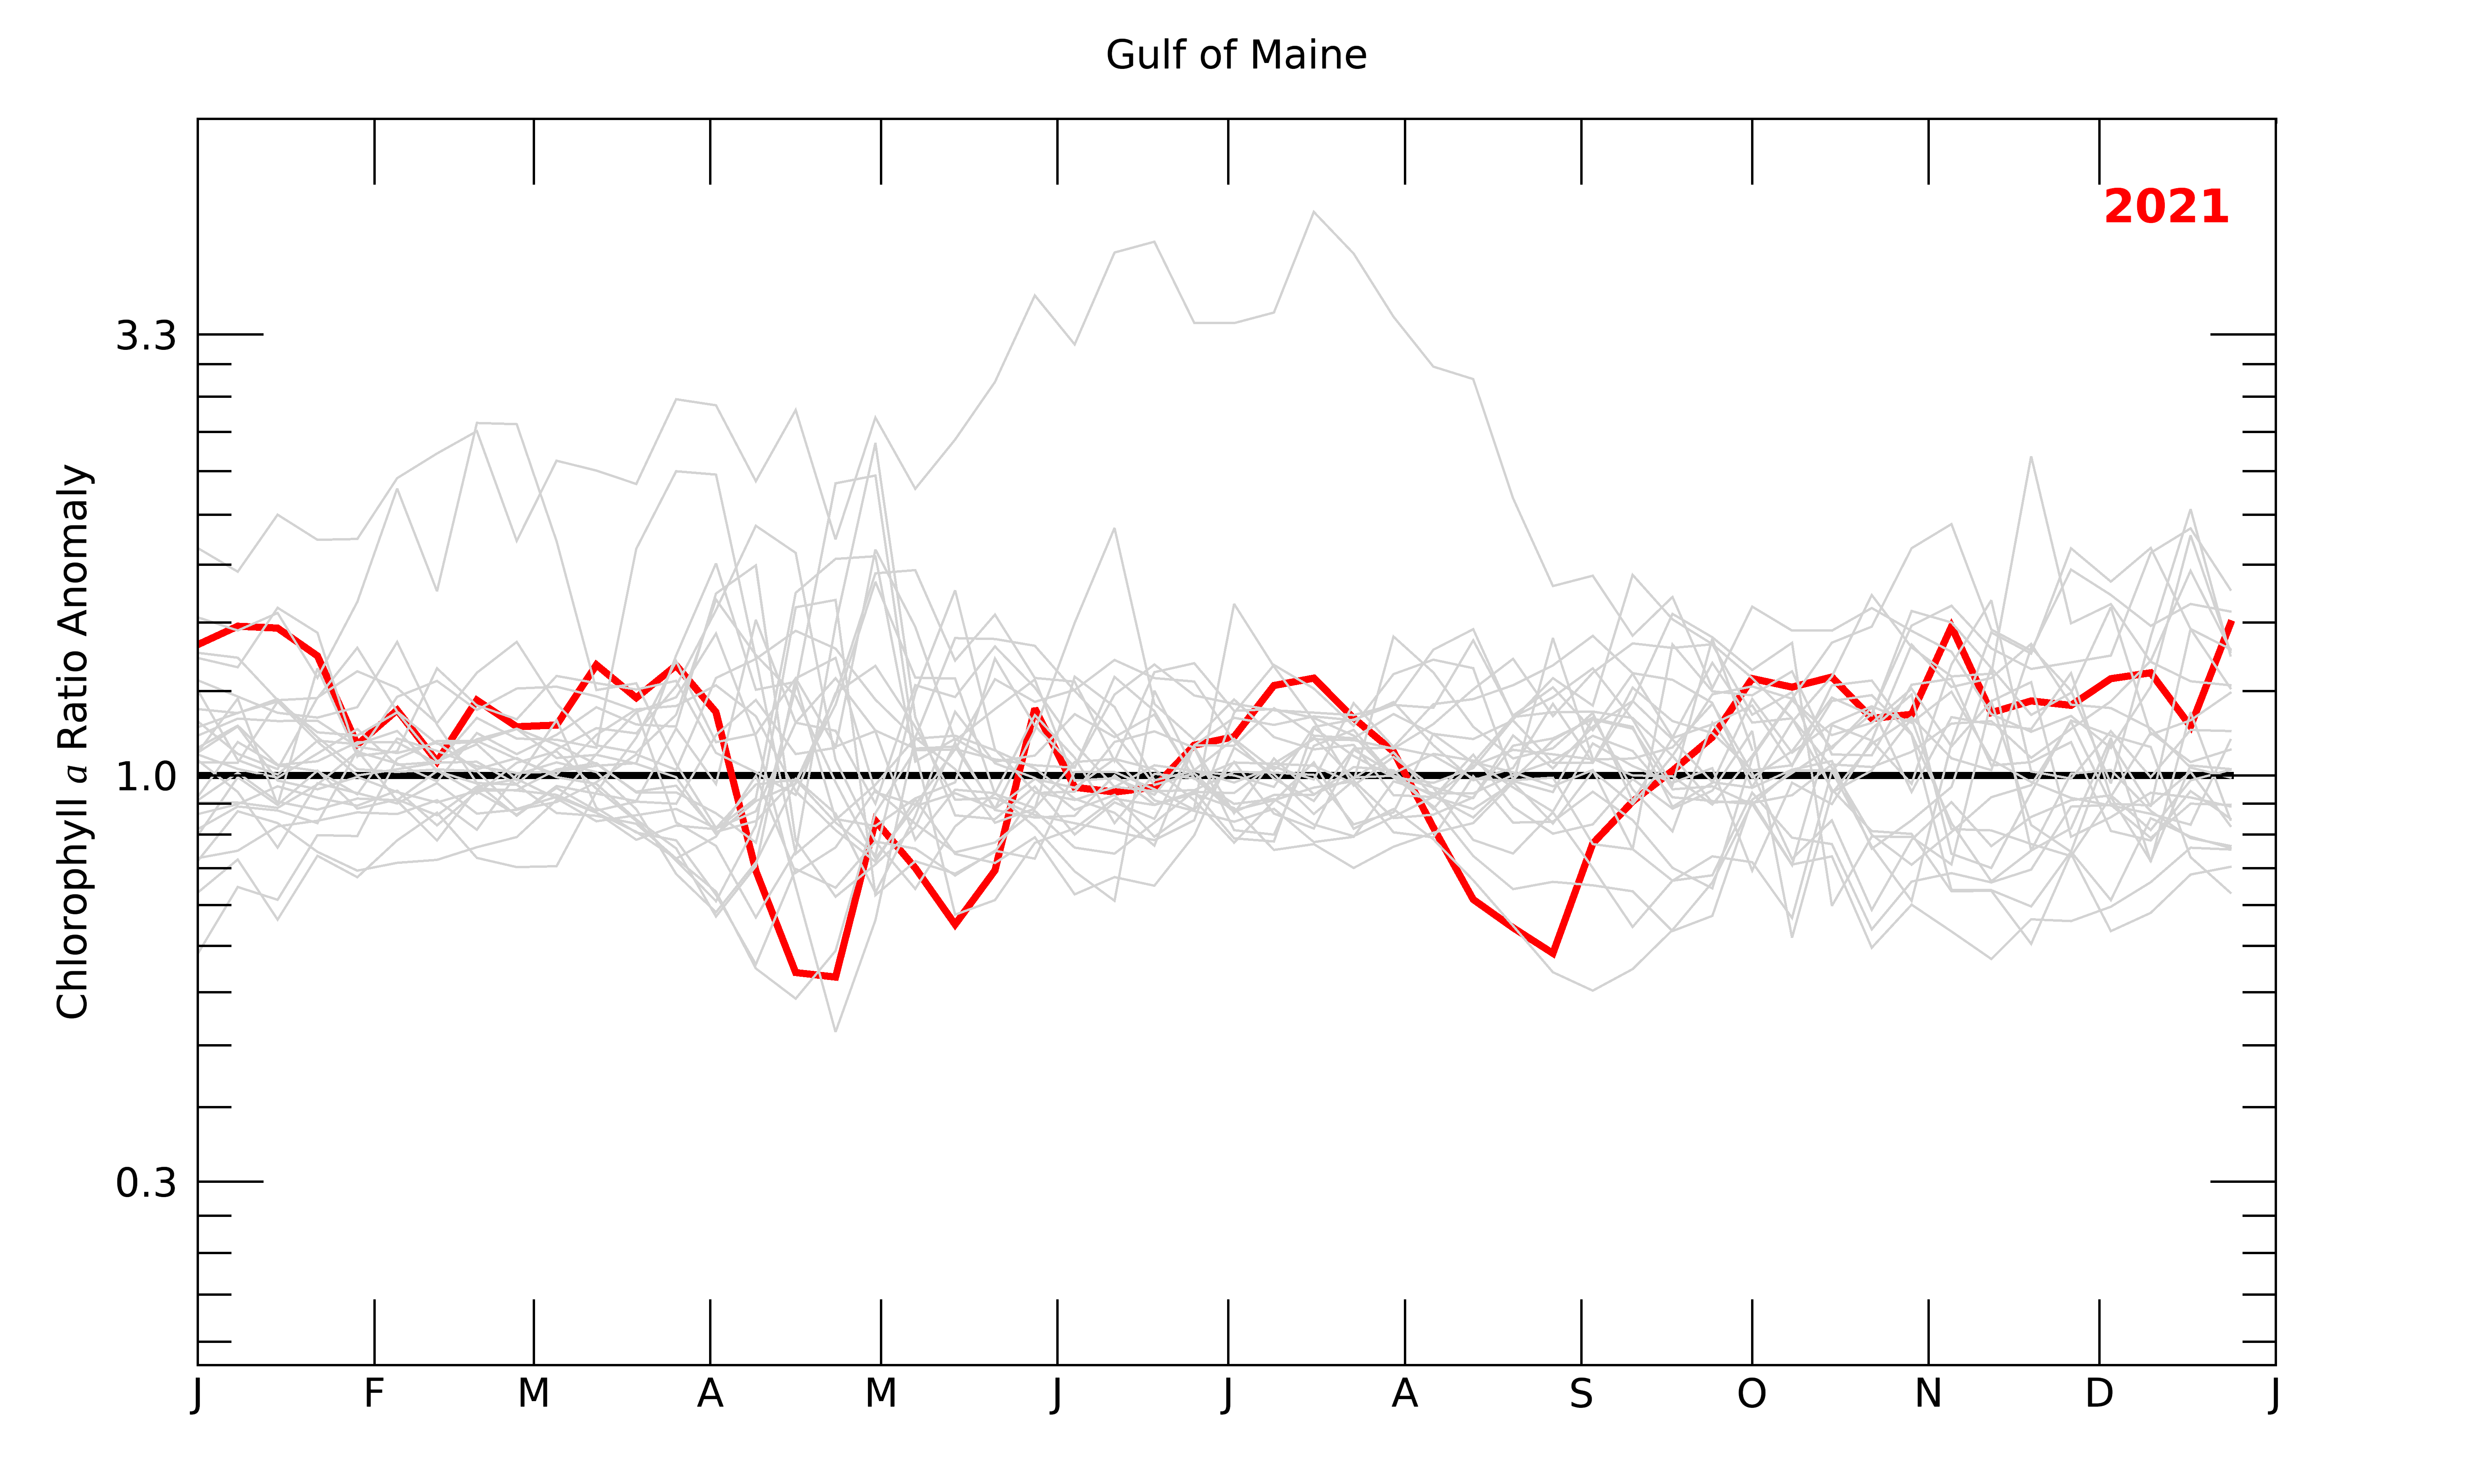 Gulf of Maine
2021
3.3
1.0
0.3
Chlorophyll a Ratio Anomaly
J F M A M J J A S O N D J